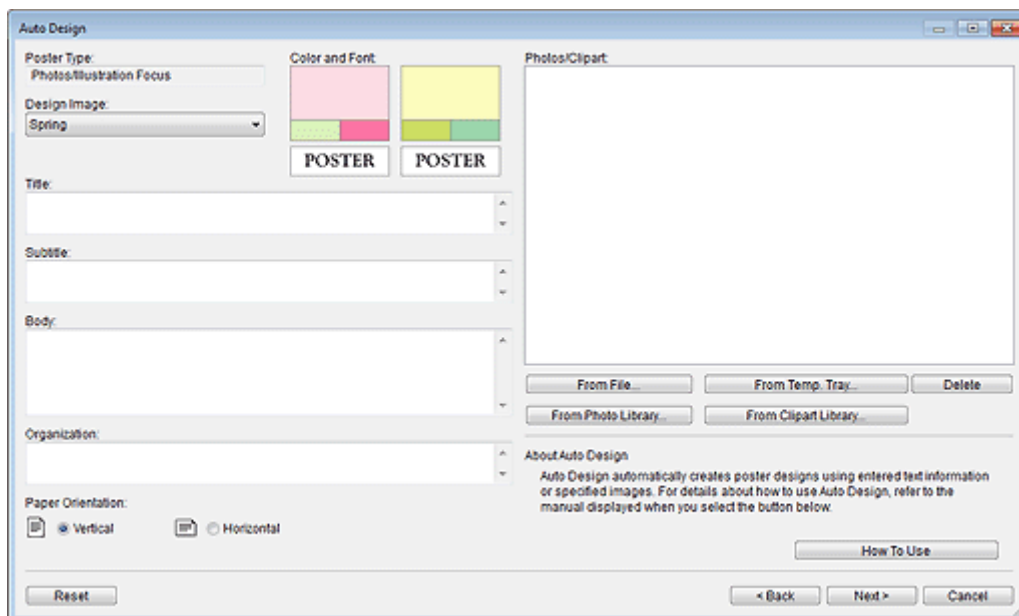 Auto Design
Poster Type:
Photos/Illustration Focus
Design Image:
Spring
Color and Font:
POSTER
POSTER
Title:
Subtitle:
Body:
Organization:
Paper Orientation:
Vertical
Horizontal
Photos/Clipart:
From File...
From Temp. Tray...
Delete
From Photo Library...
From Clipart Library...
About Auto Design
Auto Design automatically creates poster designs using entered text information
or specified images. For details about how to use Auto Design, refer to the
manual displayed when you select the button below.
How To Use
Reset
< Back
Next >
Cancel